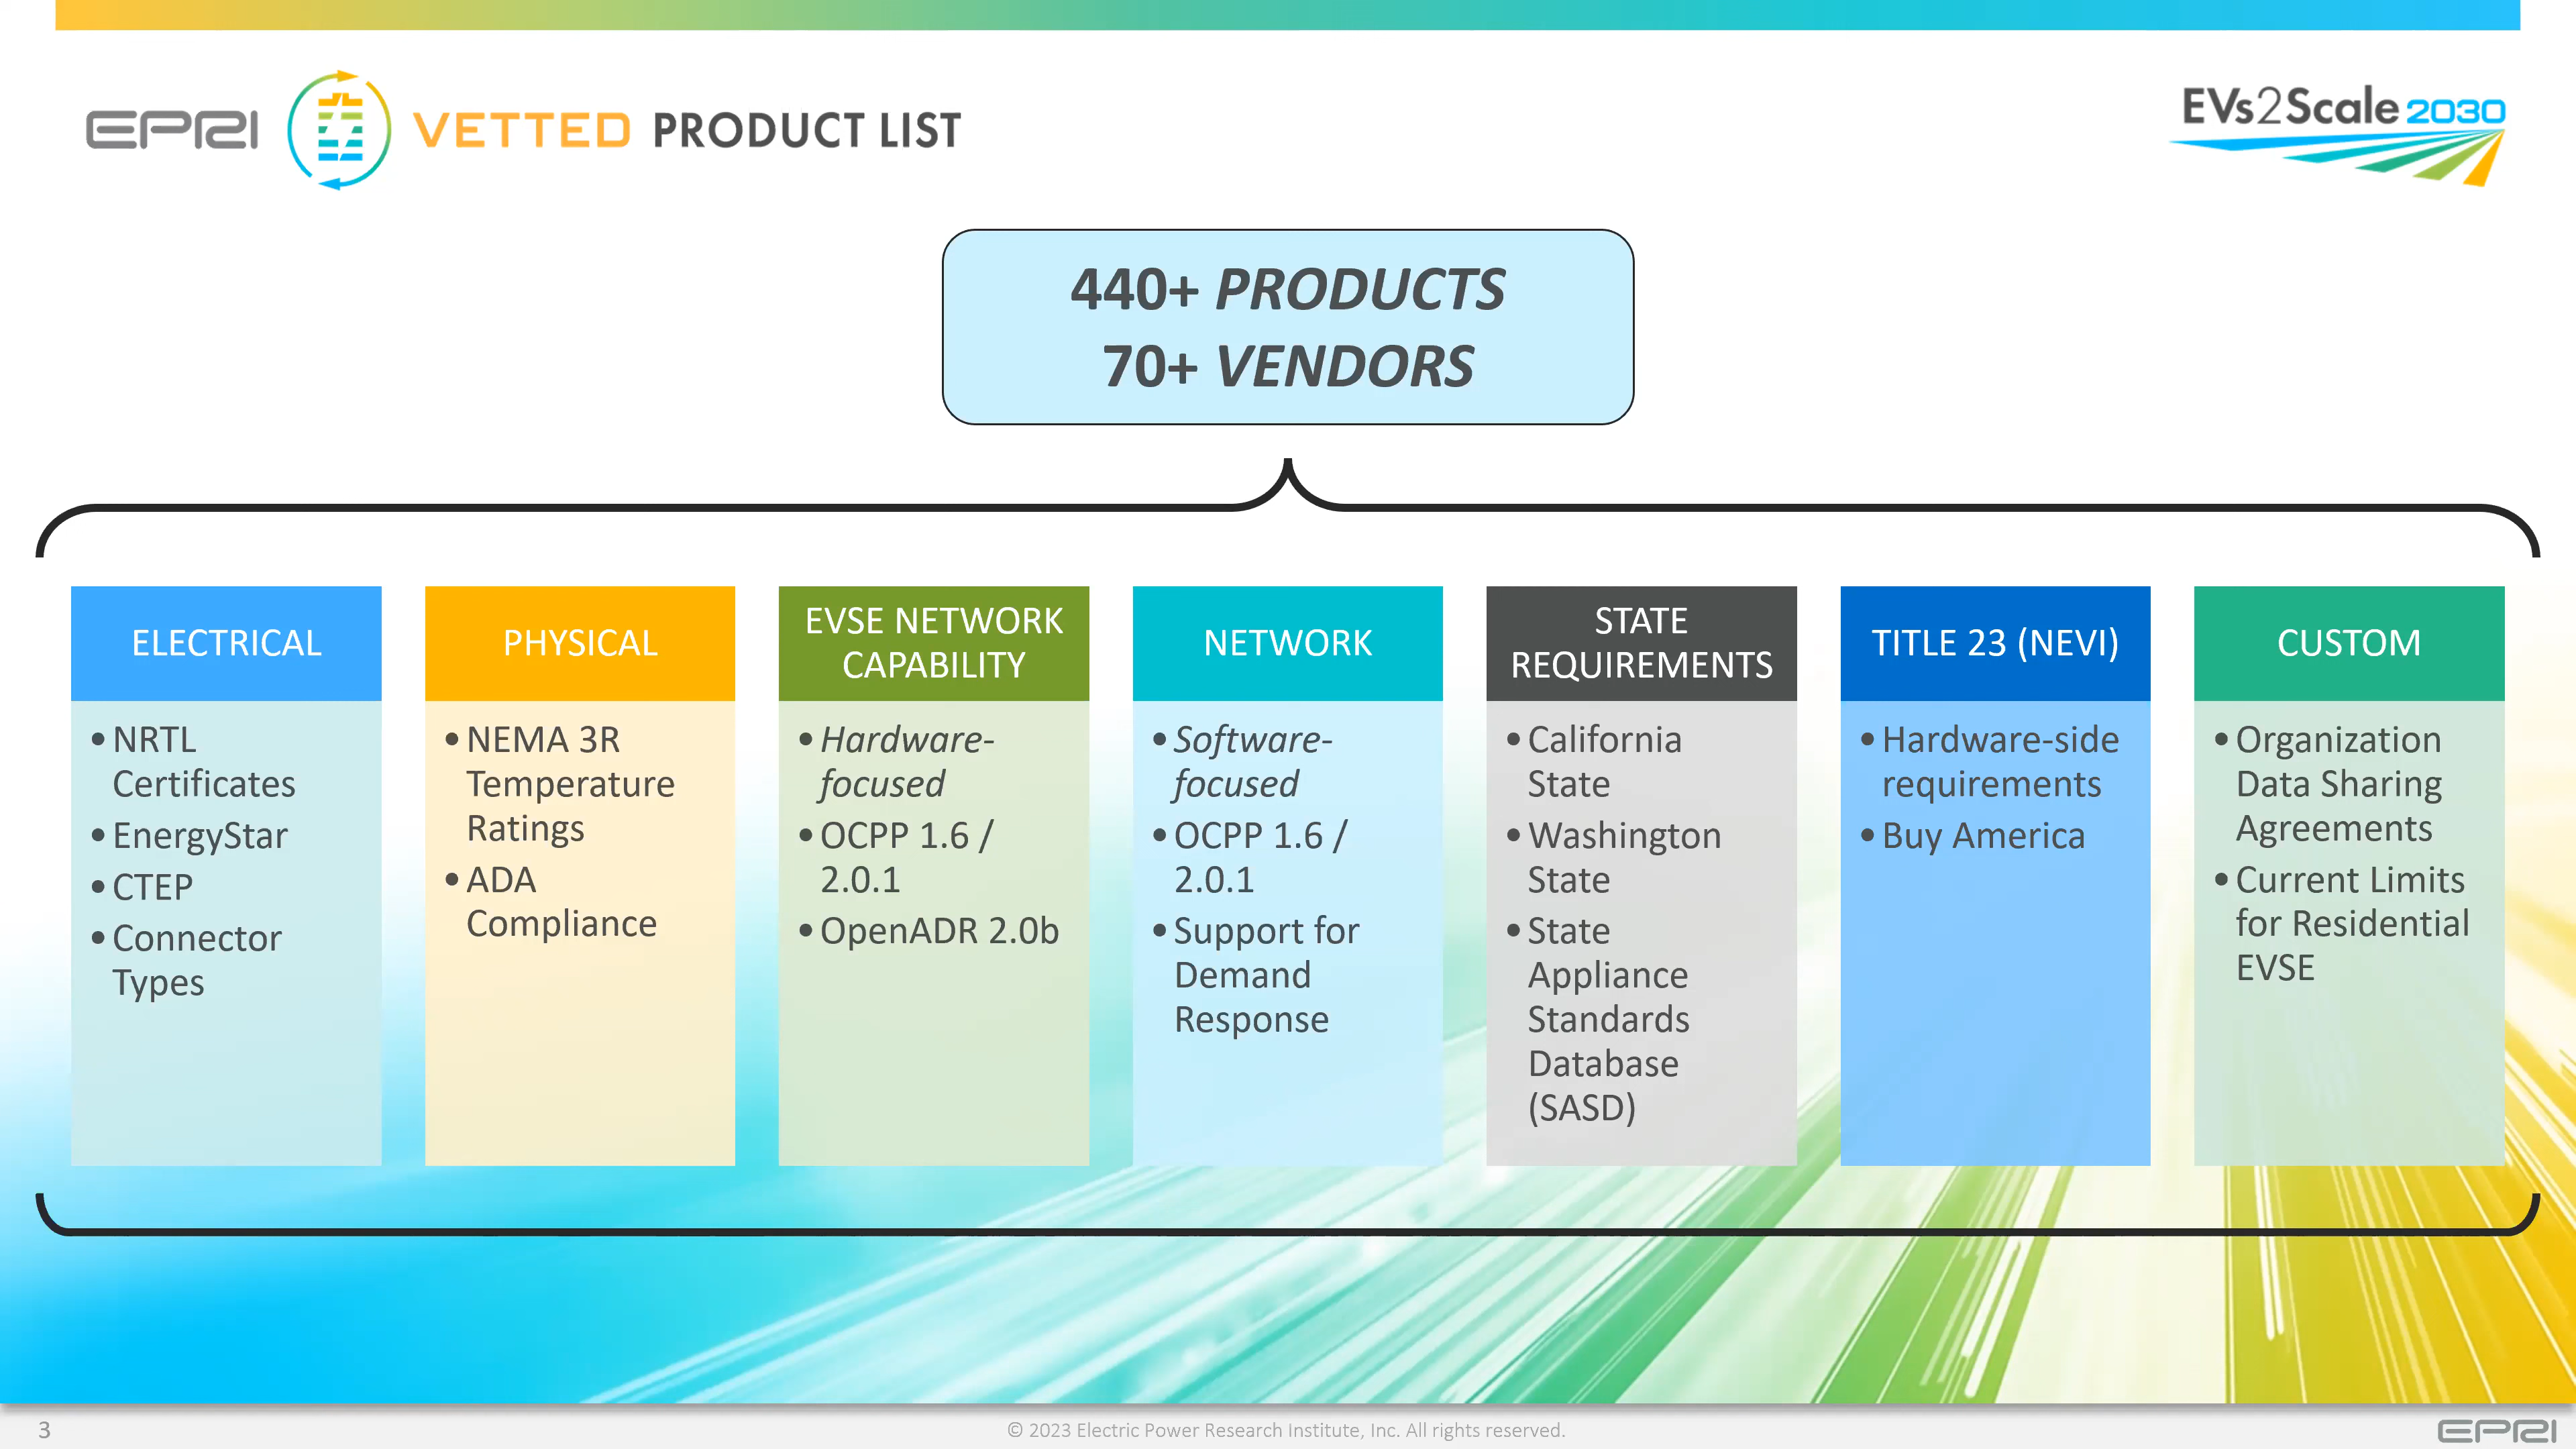 EPRI VETTED PRODUCT LIST
EVs2Scale 2030
440+ PRODUCTS
70+ VENDORS
ELECTRICAL
• NRTL
Certificates
• EnergyStar
• CTEP
• Connector
Types
PHYSICAL
• NEMA 3R
Temperature
Ratings
• ADA
Compliance
EVSE NETWORK
CAPABILITY
• Hardware-
focused
• OCPP 1.6 /
2.0.1
• OpenADR 2.0b
NETWORK
• Software-
focused
• OCPP 1.6 /
2.0.1
• Support for
Demand
Response
STATE
REQUIREMENTS
• California
State
• Washington
State
• State
Appliance
Standards
Database
(SASD)
TITLE 23 (NEVI)
• Hardware-side
requirements
• Buy America
CUSTOM
• Organization
Data Sharing
Agreements
• Current Limits
for Residential
EVSE
3
© 2023 Electric Power Research Institute, Inc. All rights reserved.
EPRI